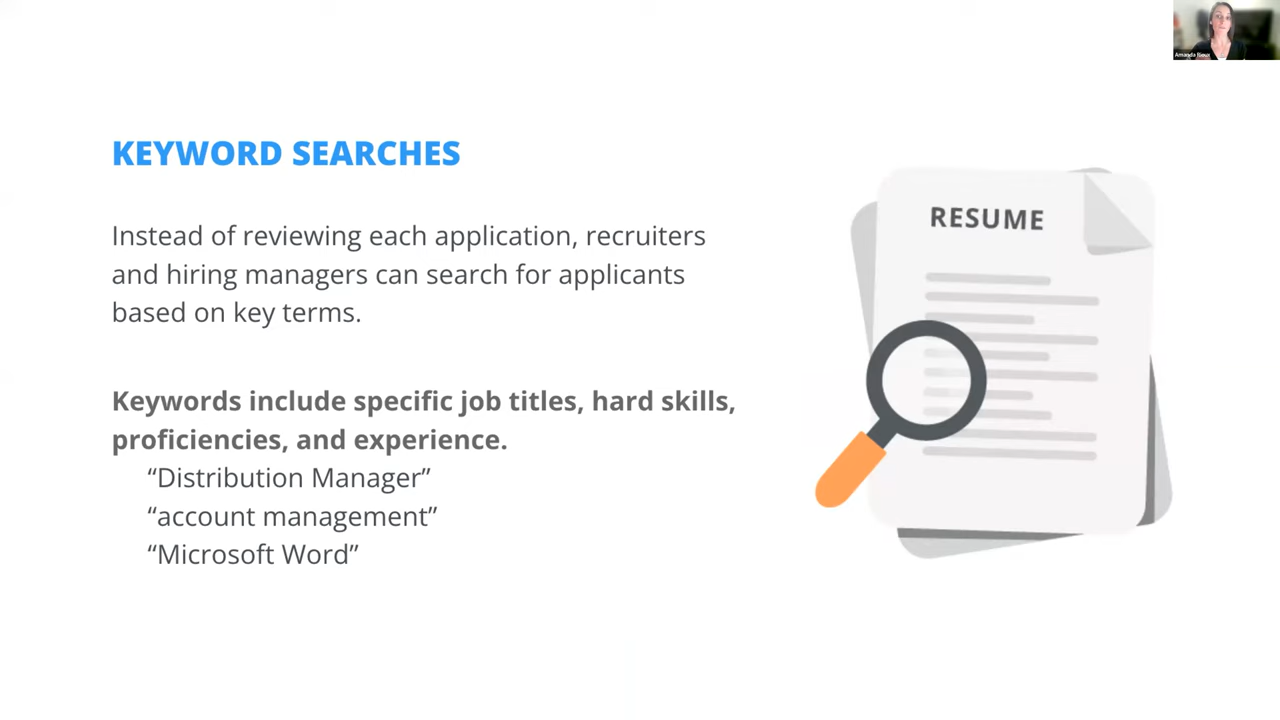 KEYWORD SEARCHES
Instead of reviewing each application, recruiters
and hiring managers can search for applicants
based on key terms.
Keywords include specific job titles, hard skills,
proficiencies, and experience.
“Distribution Manager”
“account management”
“Microsoft Word”
RESUME
Amanda